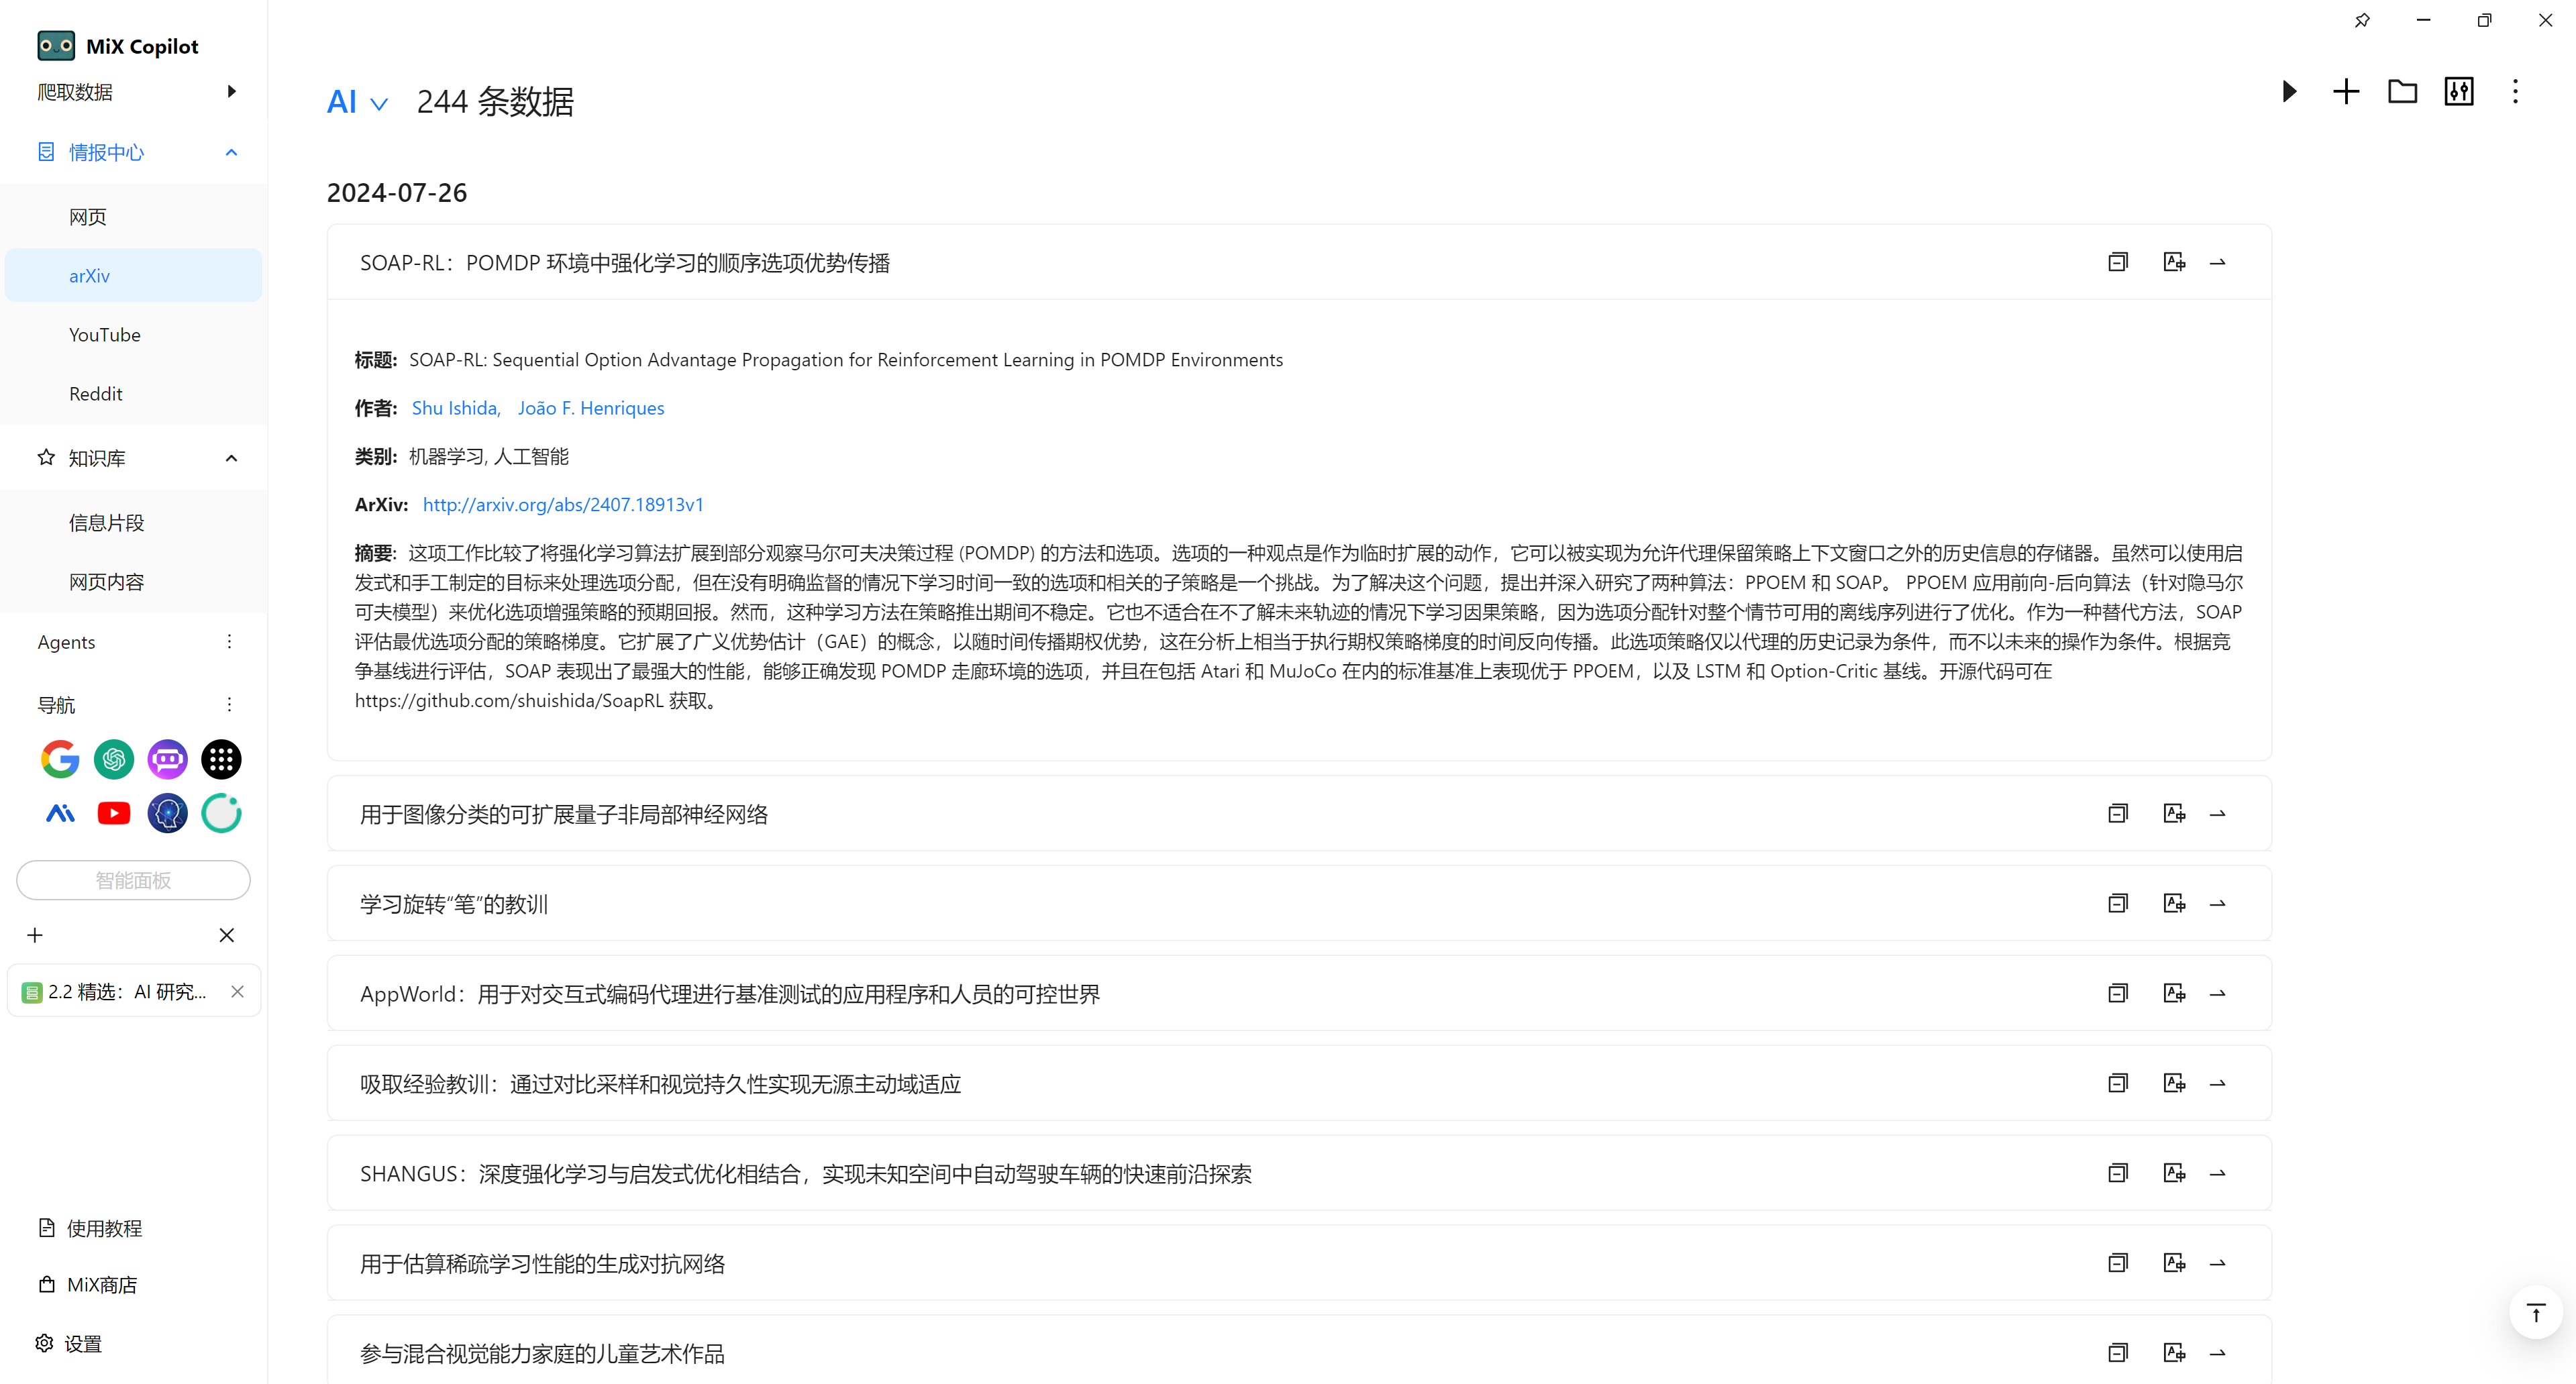 MiX Copilot
爬取数据
情报中心
网页
arXiv
YouTube
Reddit
知识库
信息片段
网页内容
Agents
导航
智能面板
2.2 精选：AI 研究...
使用教程
MiX商店
设置
AI 244 条数据
2024-07-26
SOAP-RL：POMDP 环境中强化学习的顺序选项优势传播
标题: SOAP-RL: Sequential Option Advantage Propagation for Reinforcement Learning in POMDP Environments
作者: Shu Ishida, João F. Henriques
类别: 机器学习, 人工智能
ArXiv: http://arxiv.org/abs/2407.18913v1
摘要: 这项工作比较了将强化学习算法扩展到部分观察马尔可夫决策过程 (POMDP) 的方法和选项。选项的一种观点是作为临时扩展的动作，它可以被实现为允许代理保留策略上下文窗口之外的历史信息的存储器。虽然可以使用启
发式和手工制定的目标来处理选项分配，但在没有明确监督的情况下学习时间一致的选项和相关的子策略是一个挑战。为了解决这个问题，提出并深入研究了两种算法：PPOEM 和 SOAP。 PPOEM 应用前向-后向算法（针对隐马尔
可夫模型）来优化选项增强策略的预期回报。然而，这种学习方法在策略推出期间不稳定。它也不适合在不了解未来轨迹的情况下学习因果策略，因为选项分配针对整个情节可用的离线序列进行了优化。作为一种替代方法，SOAP
评估最优选项分配的策略梯度。它扩展了广义优势估计（GAE）的概念，以随时间传播期权优势，这在分析上相当于执行期权策略梯度的时间反向传播。此选项策略仅以代理的历史记录为条件，而不以未来的操作为条件。根据竞
争基线进行评估，SOAP 表现出了最强大的性能，能够正确发现 POMDP 走廊环境的选项，并且在包括 Atari 和 MuJoCo 在内的标准基准上表现优于 PPOEM，以及 LSTM 和 Option-Critic 基线。开源代码可在
https://github.com/shuishida/SoapRL 获取。
用于图像分类的可扩展量子非局部神经网络
学习旋转“笔”的教训
AppWorld：用于对交互式编码代理进行基准测试的应用程序和人员的可控世界
吸取经验教训：通过对比采样和视觉持久性实现无源主动域适应
SHANGUS：深度强化学习与启发式优化相结合，实现未知空间中自动驾驶车辆的快速前沿探索
用于估算稀疏学习性能的生成对抗网络
参与混合视觉能力家庭的儿童艺术作品